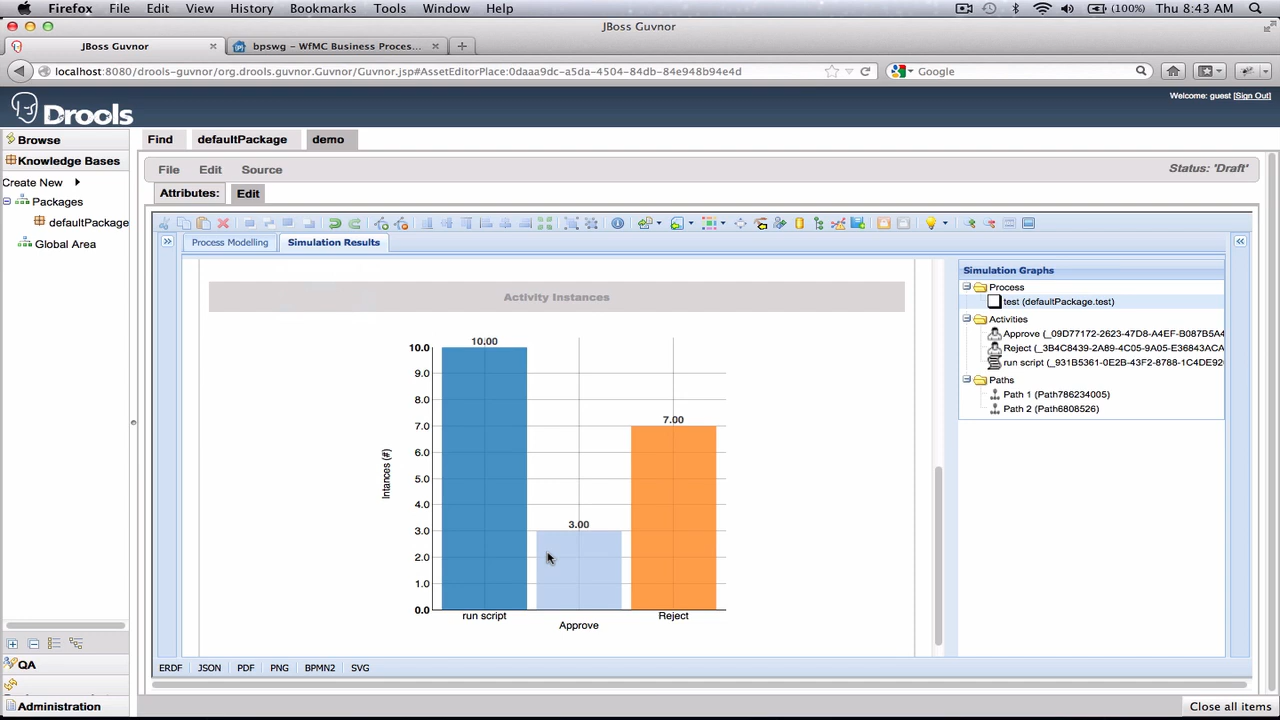 Firefox File Edit View History Bookmarks Tools Window Help (100%) Thu 8:43 AM
JBoss Guvnor
JBoss Guvnor bpswg – WfMC Business Proces...
localhost:8080/drools-guvnor/org.drools.guvnor.Guvnor/Guvnor.jsp#AssetEditorPlace:0daaa9dc-a5da-4504-84db-84e948b94e4d Google
Drools Welcome: guest [Sign Out]
Browse Find defaultPackage demo
Knowledge Bases File Edit Source Status: 'Draft'
Create New Attributes: Edit
Packages
defaultPackage
Global Area Process Modelling Simulation Results
Simulation Graphs
Process
test (defaultPackage.test)
Activities
Approve (_09D77172-2623-47D8-A4EF-B087B5A4
Reject (_3B4C8439-2A89-4C05-9A05-E36843ACA
run script (_931B5361-0E2B-43F2-8788-1C4DE92
Paths
Path 1 (Path786234005)
Path 2 (Path6808526)
Activity Instances
10.00
10.0
9.0
8.0
7.00
7.0
6.0
Intances (#)
5.0
4.0
3.00
3.0
2.0
1.0
0.0
run script Approve Reject
ERDF JSON PDF PNG BPMN2 SVG
QA
Administration
Close all items